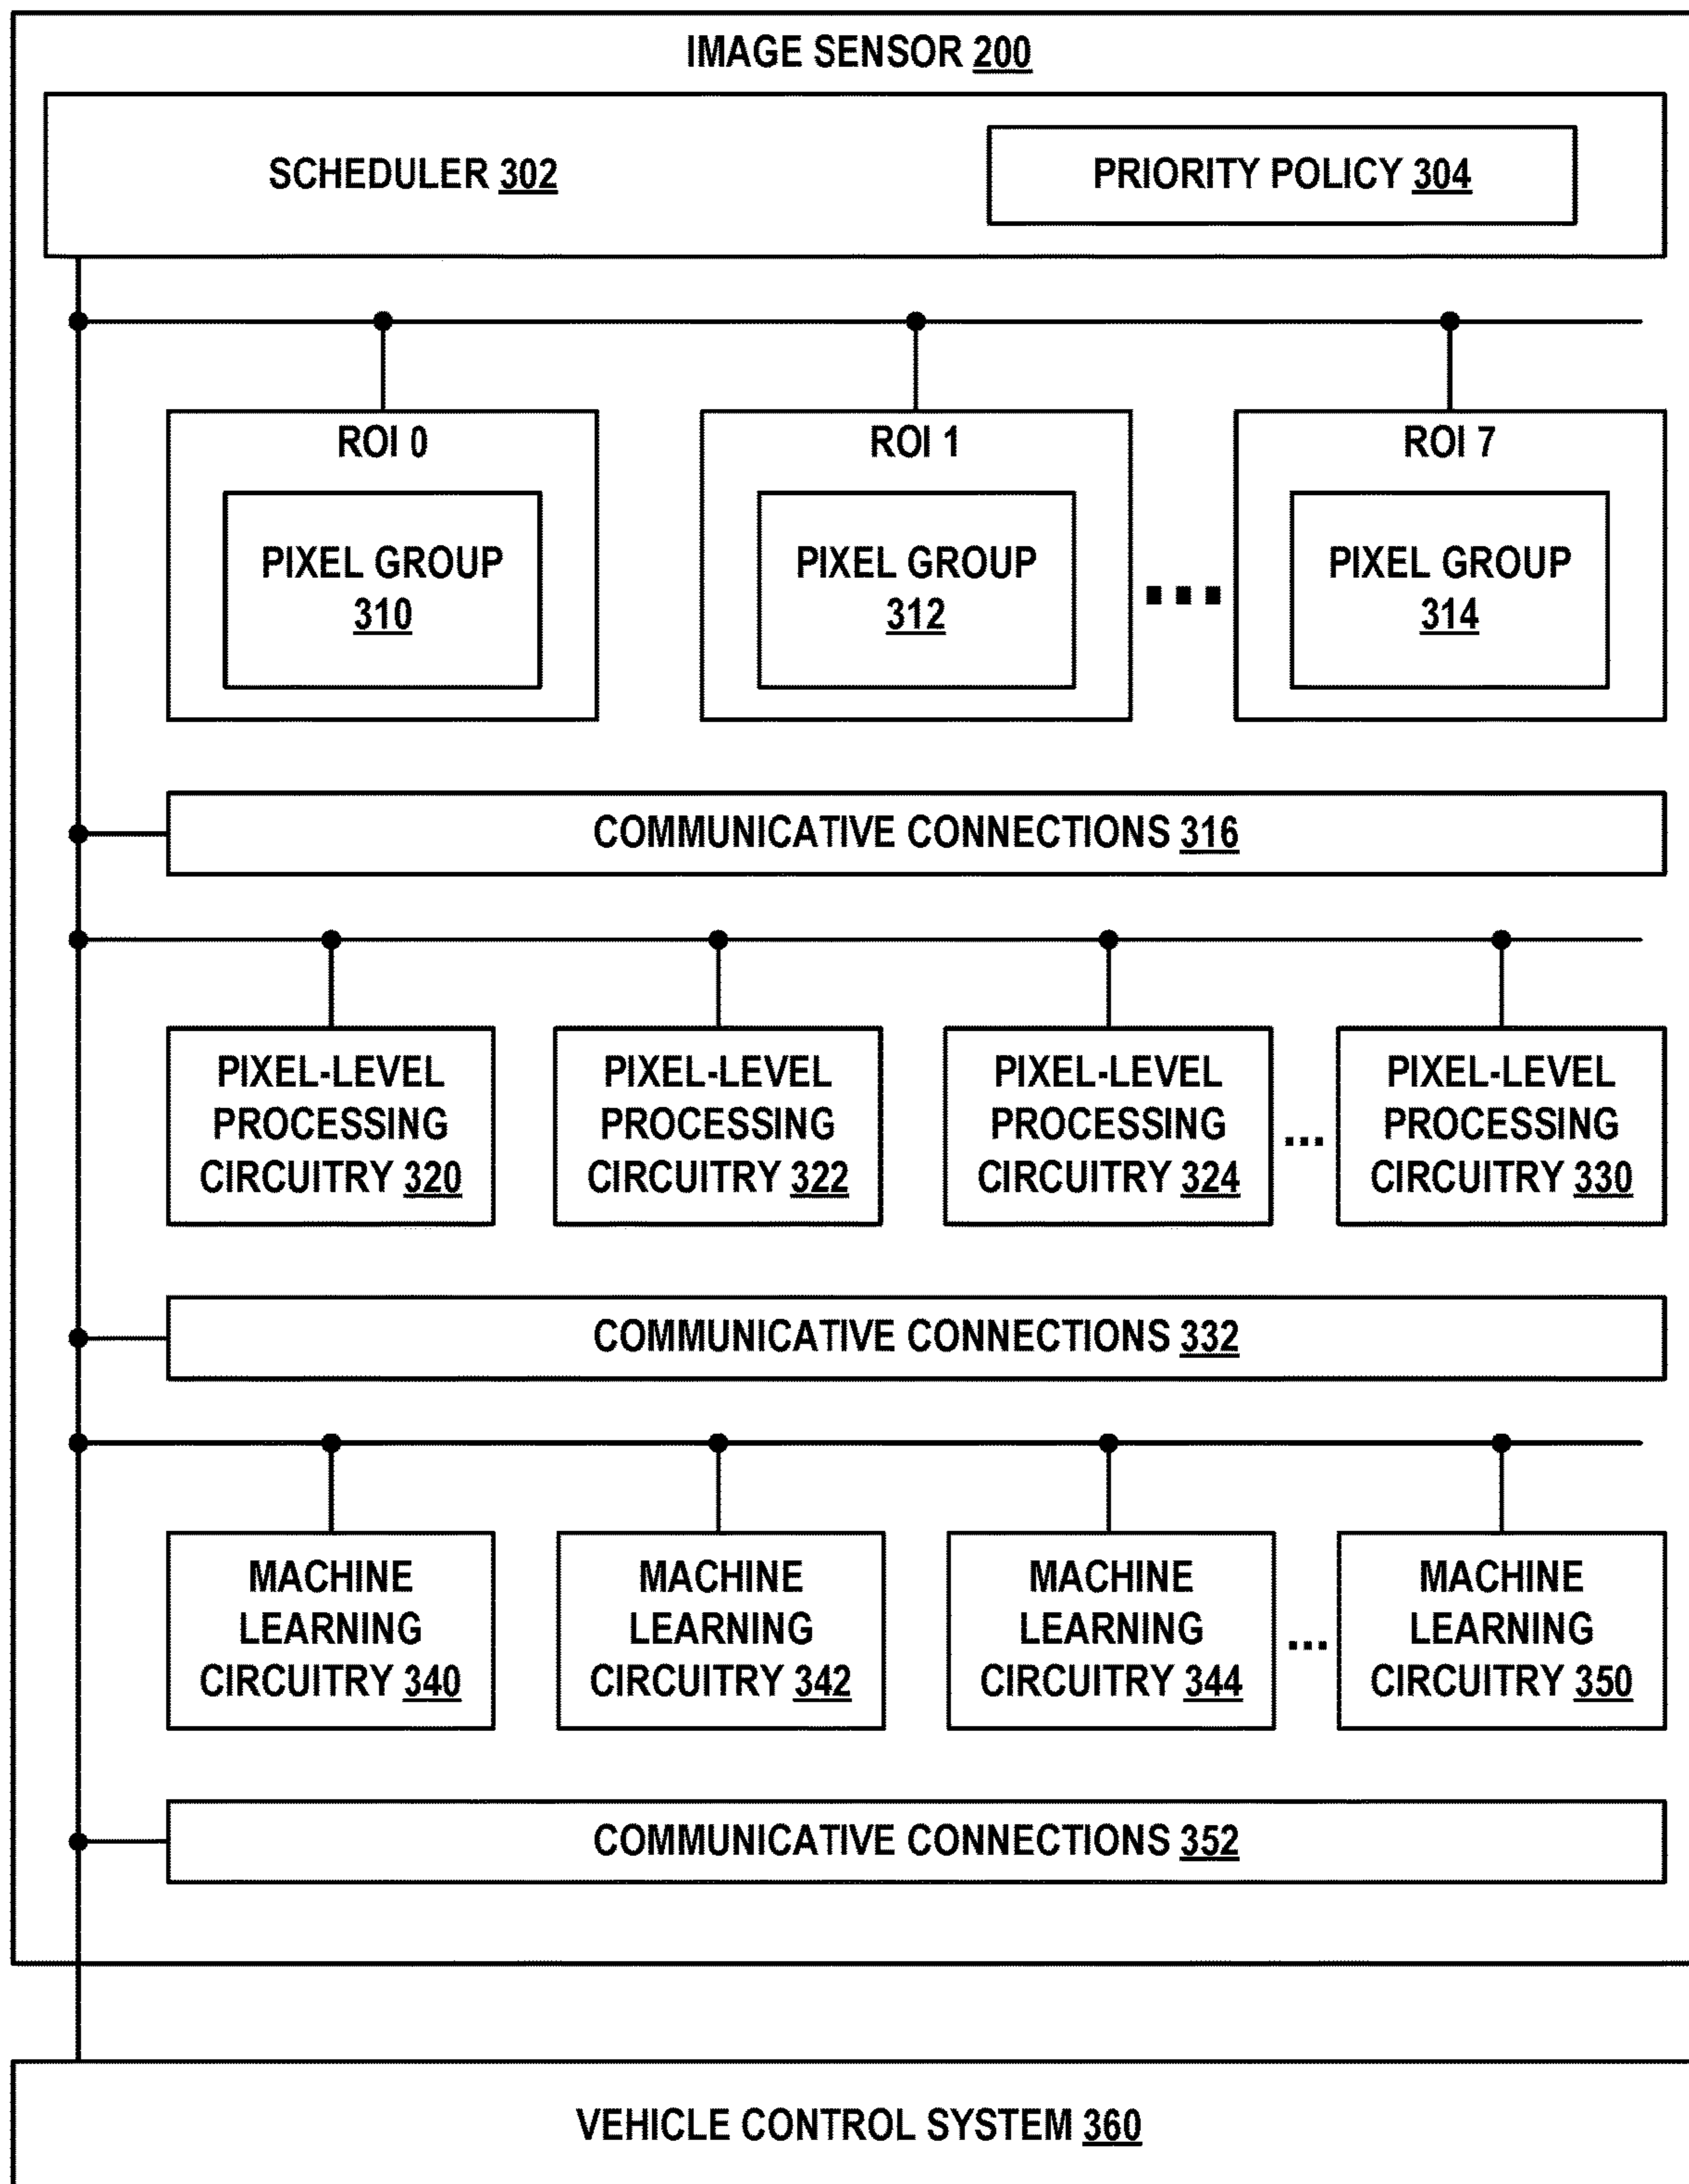 IMAGE SENSOR 200
SCHEDULER 302
PRIORITY POLICY 304
ROI 0
ROI 1
ROI 7
PIXEL GROUP
310
PIXEL GROUP
312
...
PIXEL GROUP
314
COMMUNICATIVE CONNECTIONS 316
PIXEL-LEVEL
PROCESSING
CIRCUITRY 320
PIXEL-LEVEL
PROCESSING
CIRCUITRY 322
PIXEL-LEVEL
PROCESSING
CIRCUITRY 324
...
PIXEL-LEVEL
PROCESSING
CIRCUITRY 330
COMMUNICATIVE CONNECTIONS 332
MACHINE
LEARNING
CIRCUITRY 340
MACHINE
LEARNING
CIRCUITRY 342
MACHINE
LEARNING
CIRCUITRY 344
...
MACHINE
LEARNING
CIRCUITRY 350
COMMUNICATIVE CONNECTIONS 352
VEHICLE CONTROL SYSTEM 360